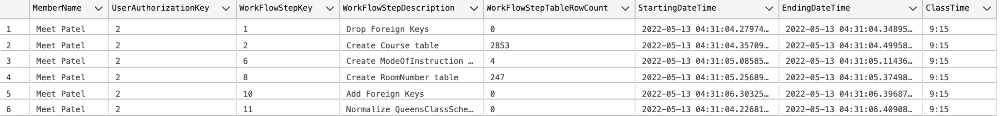 MemberName UserAuthorizationKey WorkFlowStepKey WorkFlowStepDescription WorkFlowStepTableRowCount StartingDateTime EndingDateTime ClassTime
1 Meet Patel 2 1 Drop Foreign Keys 0 2022-05-13 04:31:04.27974… 2022-05-13 04:31:04.34895… 9:15
2 Meet Patel 2 2 Create Course table 2853 2022-05-13 04:31:04.35709… 2022-05-13 04:31:04.49958… 9:15
3 Meet Patel 2 6 Create ModeOfInstruction … 4 2022-05-13 04:31:05.08585… 2022-05-13 04:31:05.11436… 9:15
4 Meet Patel 2 8 Create RoomNumber table 247 2022-05-13 04:31:05.25689… 2022-05-13 04:31:05.37498… 9:15
5 Meet Patel 2 10 Add Foreign Keys 0 2022-05-13 04:31:06.30325… 2022-05-13 04:31:06.39687… 9:15
6 Meet Patel 2 11 Normalize QueensClassSche… 0 2022-05-13 04:31:04.22681… 2022-05-13 04:31:06.40908… 9:15